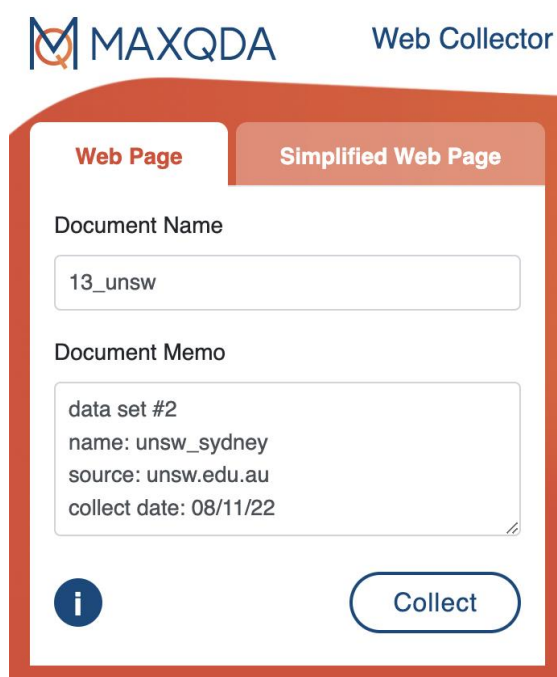 MAXQDA Web Collector
Web Page Simplified Web Page
Document Name
13_unsw
Document Memo
data set #2
name: unsw_sydney
source: unsw.edu.au
collect date: 08/11/22
i Collect